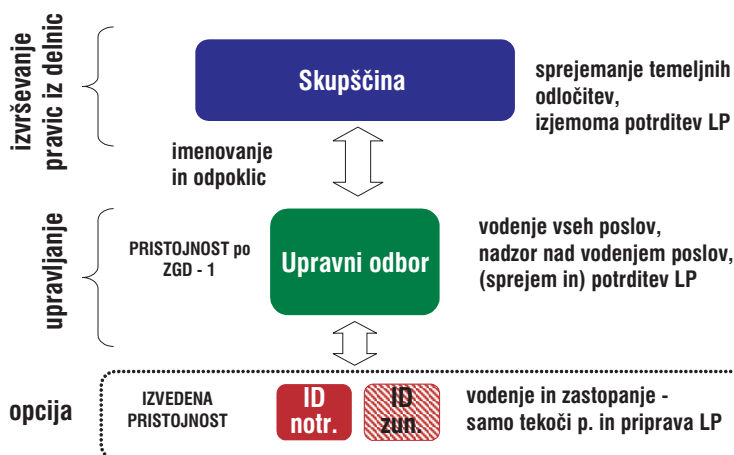 izvrševanje
pravic iz delnic
Skupščina
sprejemanje temeljnih
odločitev,
izjemoma potrditev LP
imenovanje
in odpoklic
upravljanje
PRISTOJNOST po
ZGD - 1
Upravni odbor
vodenje vseh poslov,
nadzor nad vodenjem poslov,
(sprejem in) potrditev LP
opcija
IZVEDENA
PRISTOJNOST
ID
notr.
ID
zun.
vodenje in zastopanje -
samo tekoči p. in priprava LP